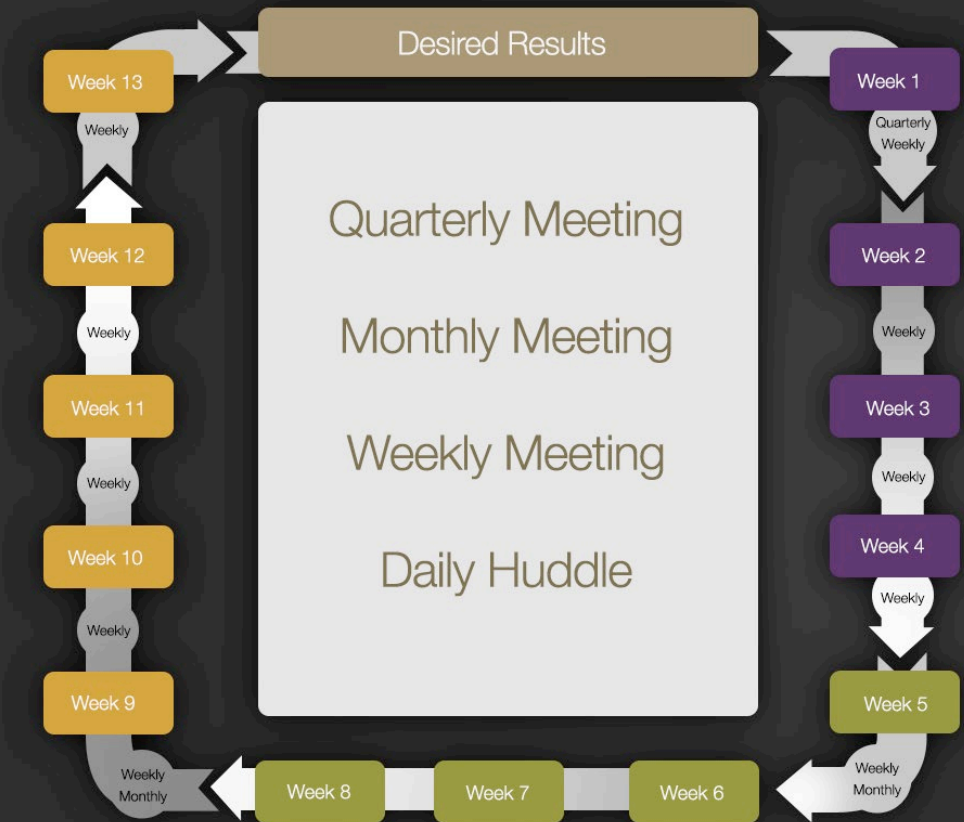 Desired Results
Week 1
Quarterly
Weekly
Week 2
Weekly
Week 3
Weekly
Week 4
Weekly
Week 5
Weekly
Monthly
Week 6
Week 7
Week 8
Weekly
Monthly
Week 9
Weekly
Week 10
Weekly
Week 11
Weekly
Week 12
Weekly
Week 13
Quarterly Meeting
Monthly Meeting
Weekly Meeting
Daily Huddle